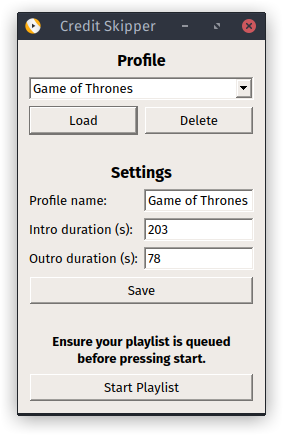 Credit Skipper
Profile
Game of Thrones
Load
Delete
Settings
Profile name:
Game of Thrones
Intro duration (s):
203
Outro duration (s):
78
Save
Ensure your playlist is queued
before pressing start.
Start Playlist